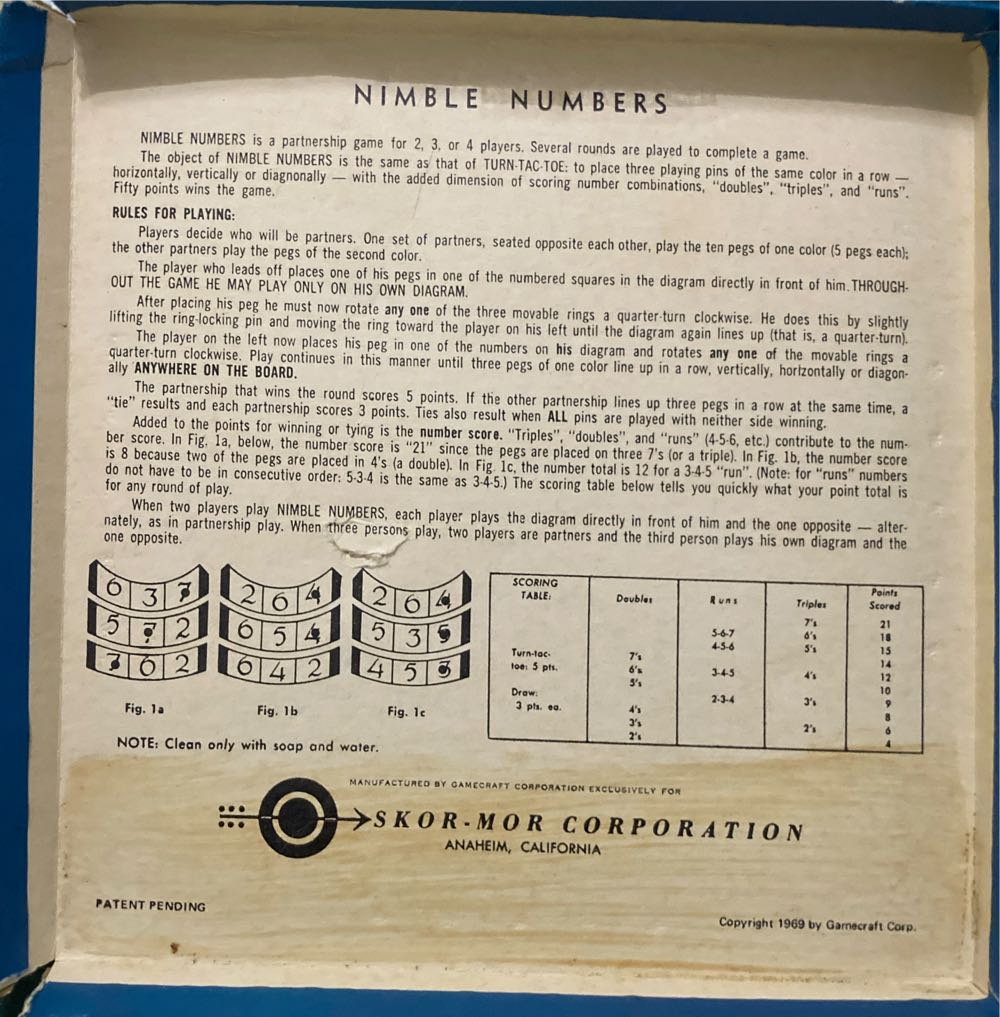 NIMBLE NUMBERS
NIMBLE NUMBERS is a partnership game for 2, 3, or 4 players. Several rounds are played to complete a game.
The object of NIMBLE NUMBERS is the same as that of TURN-TAC-TOE: to place three playing pins of the same color in a row —
horizontally, vertically or diagnonally — with the added dimension of scoring number combinations, "doubles", "triples", and "runs".
Fifty points wins the game.
RULES FOR PLAYING:
Players decide who will be partners. One set of partners, seated opposite each other, play the ten pegs of one color (5 pegs each);
the other partners play the pegs of the second color.
The player who leads off places one of his pegs in one of the numbered squares in the diagram directly in front of him. THROUGH-
OUT THE GAME HE MAY PLAY ONLY ON HIS OWN DIAGRAM.
After placing his peg he must now rotate any one of the three movable rings a quarter-turn clockwise. He does this by slightly
lifting the ring-locking pin and moving the ring toward the player on his left until the diagram again lines up (that is, a quarter-turn).
The player on the left now places his peg in one of the numbers on his diagram and rotates any one of the movable rings a
quarter-turn clockwise. Play continues in this manner until three pegs of one color line up in a row, vertically, horizontally or diagon-
ally ANYWHERE ON THE BOARD.
The partnership that wins the round scores 5 points. If the other partnership lines up three pegs in a row at the same time, a
"tie" results and each partnership scores 3 points. Ties also result when ALL pins are played with neither side winning.
Added to the points for winning or tying is the number score. "Triples", "doubles", and "runs" (4-5-6, etc.) contribute to the num-
ber score. In Fig. 1a, below, the number score is "21" since the pegs are placed on three 7's (or a triple). In Fig. 1b, the number score
is 8 because two of the pegs are placed in 4's (a double). In Fig. 1c, the number total is 12 for a 3-4-5 "run". (Note: for "runs" numbers
do not have to be in consecutive order: 5-3-4 is the same as 3-4-5.) The scoring table below tells you quickly what your point total is
for any round of play.
When two players play NIMBLE NUMBERS, each player plays the diagram directly in front of him and the one opposite — alter-
nately, as in partnership play. When three persons play, two players are partners and the third person plays his own diagram and the
one opposite.
6 3 7
5 7 2
7 6 2
Fig. 1a
2 6 4
6 5 4
6 4 2
Fig. 1b
2 6 4
5 3 5
4 5 3
Fig. 1c
NOTE: Clean only with soap and water.
SCORING TABLE: Doubles Runs Triples Points Scored
7's 21
5-6-7 6's 18
4-5-6 5's 15
Turn-tac-toe: 5 pts. 7's 14
6's 3-4-5 4's 12
5's 10
Draw: 3 pts. ea. 2-3-4 3's 9
4's 8
3's 2's 6
2's 4
MANUFACTURED BY GAMECRAFT CORPORATION EXCLUSIVELY FOR
SKOR-MOR CORPORATION
ANAHEIM, CALIFORNIA
PATENT PENDING
Copyright 1969 by Gamecraft Corp.